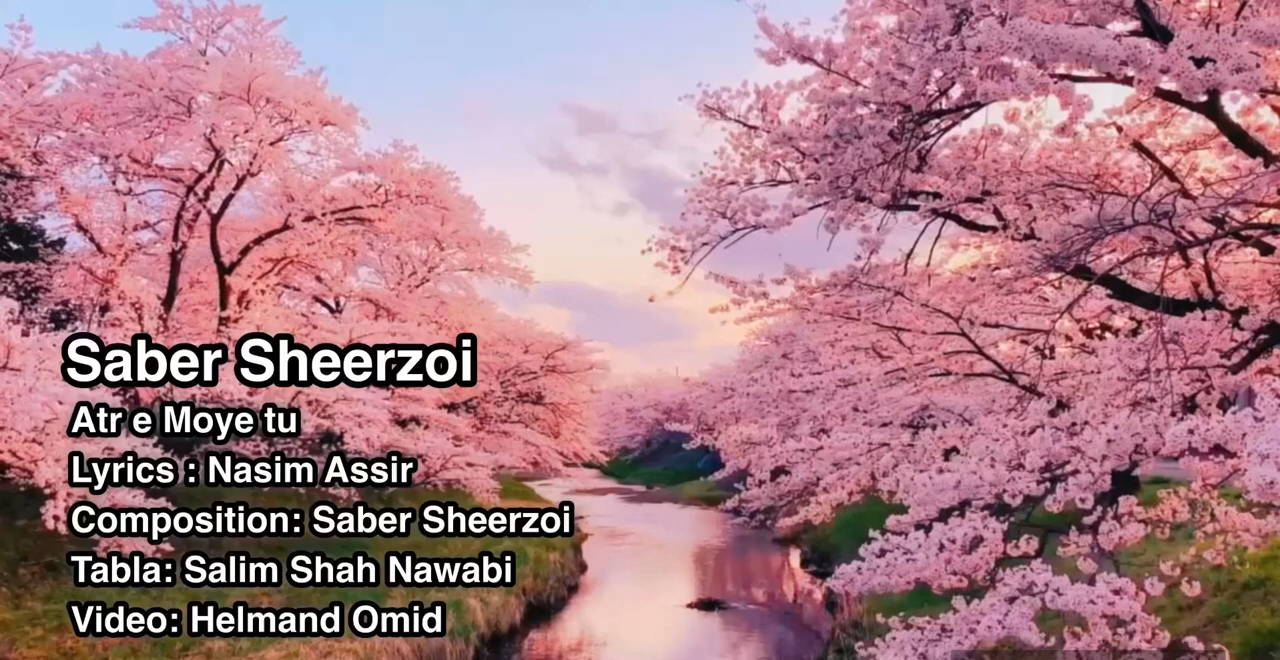 Saber Sheerzoi
Atr e Moye tu
Lyrics : Nasim Assir
Composition: Saber Sheerzoi
Tabla: Salim Shah Nawabi
Video: Helmand Omid